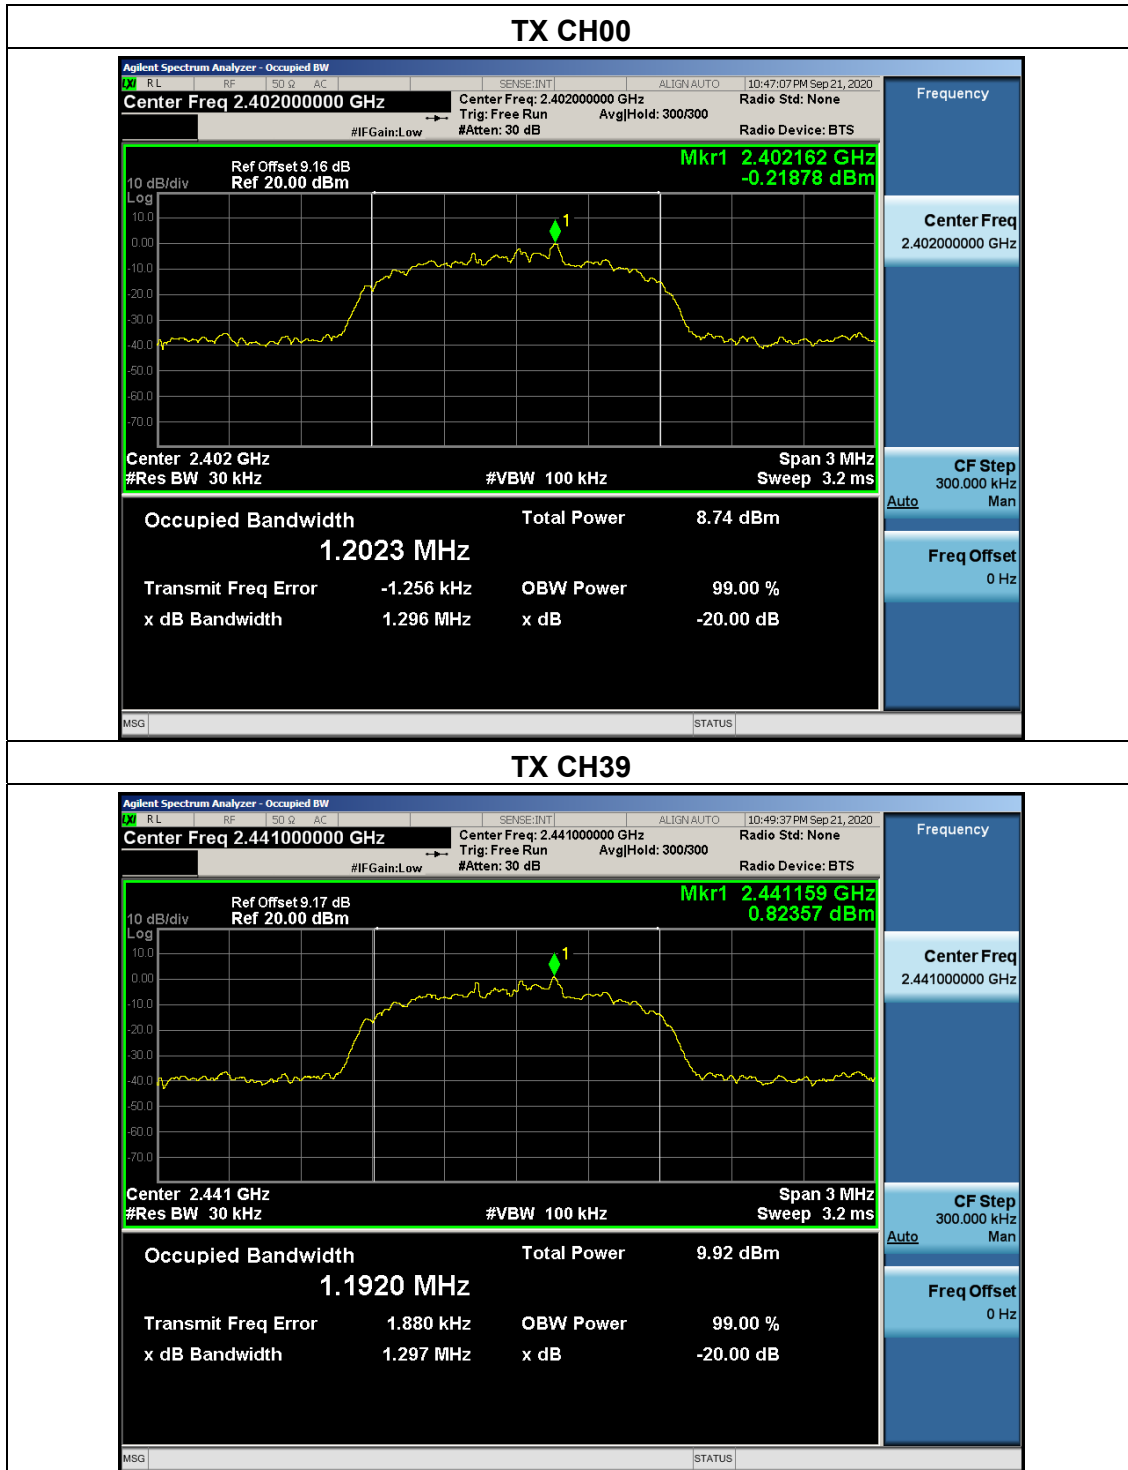 TX CH00
Agilent Spectrum Analyzer - Occupied BW
LXI RL RF 50 Ω AC SENSE:INT ALIGN AUTO 10:47:07 PM Sep 21, 2020
Center Freq 2.402000000 GHz
Center Freq: 2.402000000 GHz
Radio Std: None
Trig: Free Run Avg|Hold: 300/300
#IFGain:Low #Atten: 30 dB Radio Device: BTS
Mkr1 2.402162 GHz
-0.21878 dBm
Ref Offset 9.16 dB
10 dB/div Ref 20.00 dBm
Log
10.0
1
0.00
-10.0
-20.0
-30.0
-40.0
-50.0
-60.0
-70.0
Center 2.402 GHz Span 3 MHz
#Res BW 30 kHz #VBW 100 kHz Sweep 3.2 ms
Occupied Bandwidth Total Power 8.74 dBm
1.2023 MHz
Transmit Freq Error -1.256 kHz OBW Power 99.00 %
x dB Bandwidth 1.296 MHz x dB -20.00 dB
MSG STATUS
Frequency
Center Freq
2.402000000 GHz
CF Step
300.000 kHz
Auto Man
Freq Offset
0 Hz
TX CH39
Agilent Spectrum Analyzer - Occupied BW
LXI RL RF 50 Ω AC SENSE:INT ALIGN AUTO 10:49:37 PM Sep 21, 2020
Center Freq 2.441000000 GHz
Center Freq: 2.441000000 GHz
Radio Std: None
Trig: Free Run Avg|Hold: 300/300
#IFGain:Low #Atten: 30 dB Radio Device: BTS
Mkr1 2.441159 GHz
0.82357 dBm
Ref Offset 9.17 dB
10 dB/div Ref 20.00 dBm
Log
10.0
1
0.00
-10.0
-20.0
-30.0
-40.0
-50.0
-60.0
-70.0
Center 2.441 GHz Span 3 MHz
#Res BW 30 kHz #VBW 100 kHz Sweep 3.2 ms
Occupied Bandwidth Total Power 9.92 dBm
1.1920 MHz
Transmit Freq Error 1.880 kHz OBW Power 99.00 %
x dB Bandwidth 1.297 MHz x dB -20.00 dB
MSG STATUS
Frequency
Center Freq
2.441000000 GHz
CF Step
300.000 kHz
Auto Man
Freq Offset
0 Hz